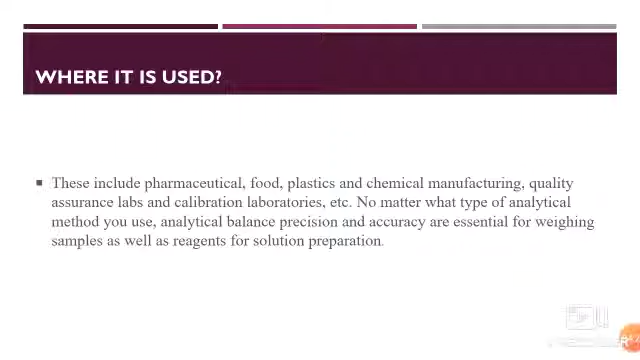 WHERE IT IS USED?
These include pharmaceutical, food, plastics and chemical manufacturing, quality
assurance labs and calibration laboratories, etc. No matter what type of analytical
method you use, analytical balance precision and accuracy are essential for weighing
samples as well as reagents for solution preparation.